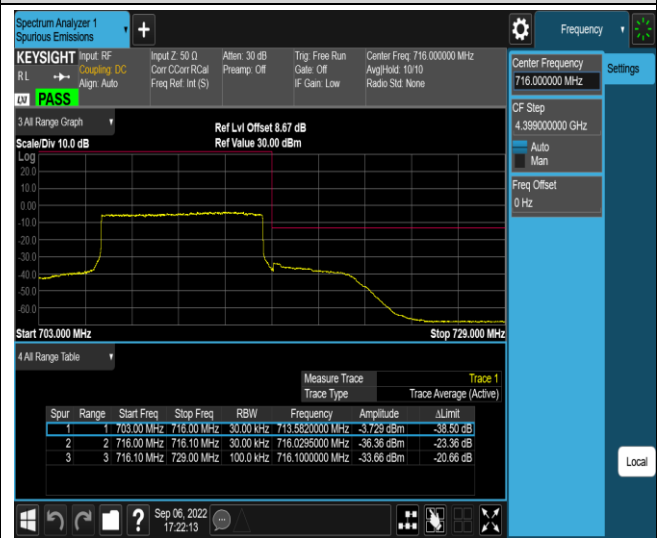 Spectrum Analyzer 1
Spurious Emissions
+
Frequency
KEYSIGHT
Input: RF
Coupling: DC
Align: Auto
Input Z: 50 Ω
Corr CCorr RCal
Freq Ref: Int (S)
Atten: 30 dB
Preamp: Off
Trig: Free Run
Gate: Off
IF Gain: Low
Center Freq: 716.000000 MHz
Avg|Hold: 10/10
Radio Std: None
RL
LXI PASS
Center Frequency
716.000000 MHz
Settings
CF Step
4.399000000 GHz
Auto
Man
Freq Offset
0 Hz
3 All Range Graph
Ref Lvl Offset 8.67 dB
Scale/Div 10.0 dB
Ref Value 30.00 dBm
Log
20.0
10.0
0.00
-10.0
-20.0
-30.0
-40.0
-50.0
-60.0
Start 703.000 MHz
Stop 729.000 MHz
4 All Range Table
Measure Trace Trace 1
Trace Type Trace Average (Active)
Spur Range Start Freq Stop Freq RBW Frequency Amplitude ΔLimit
1 1 703.00 MHz 716.00 MHz 30.00 kHz 713.5820000 MHz -3.729 dBm -38.50 dB
2 2 716.00 MHz 716.10 MHz 30.00 kHz 716.0295000 MHz -36.36 dBm -23.36 dB
3 3 716.10 MHz 729.00 MHz 100.0 kHz 716.1000000 MHz -33.66 dBm -20.66 dB
Local
?
Sep 06, 2022
17:22:13